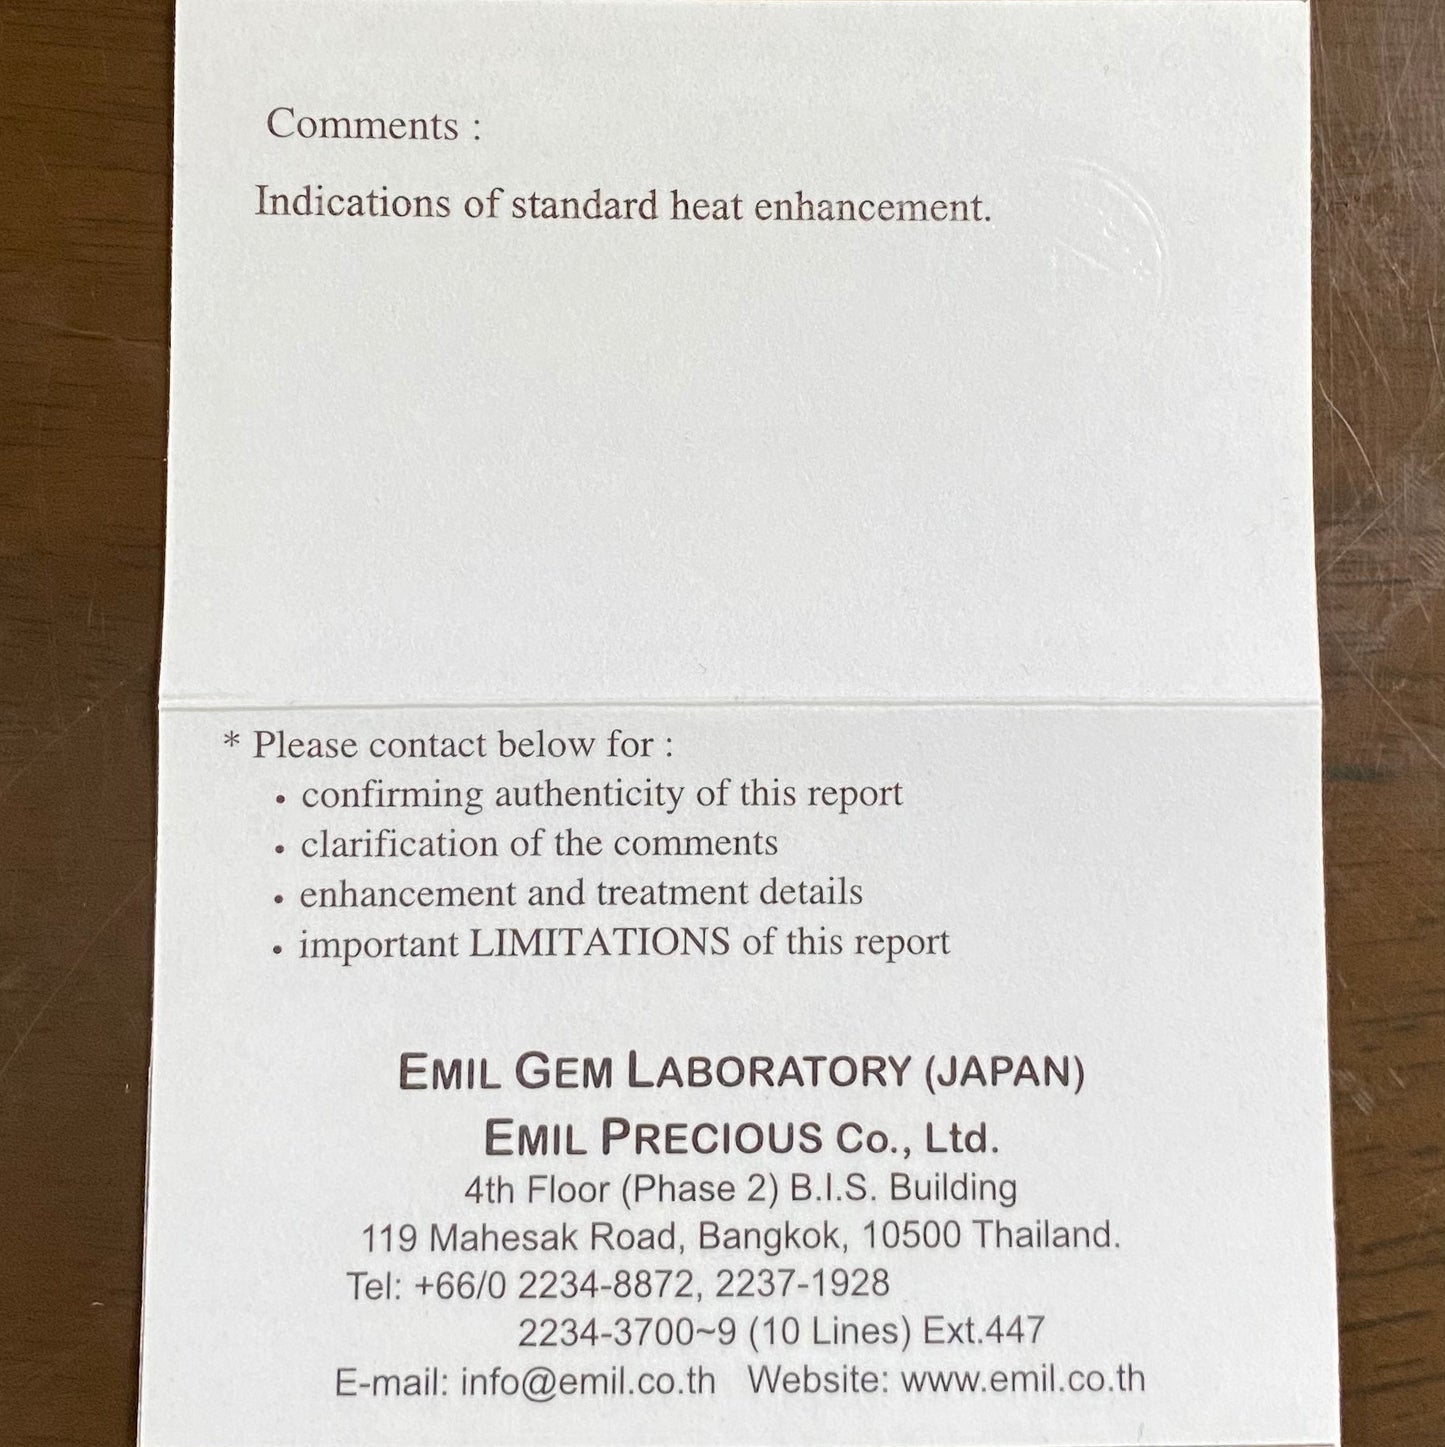 Comments :
Indications of standard heat enhancement.
* Please contact below for :
• confirming authenticity of this report
• clarification of the comments
• enhancement and treatment details
• important LIMITATIONS of this report
EMIL GEM LABORATORY (JAPAN)
EMIL PRECIOUS Co., Ltd.
4th Floor (Phase 2) B.I.S. Building
119 Mahesak Road, Bangkok, 10500 Thailand.
Tel: +66/0 2234-8872, 2237-1928
2234-3700~9 (10 Lines) Ext.447
E-mail: info@emil.co.th Website: www.emil.co.th